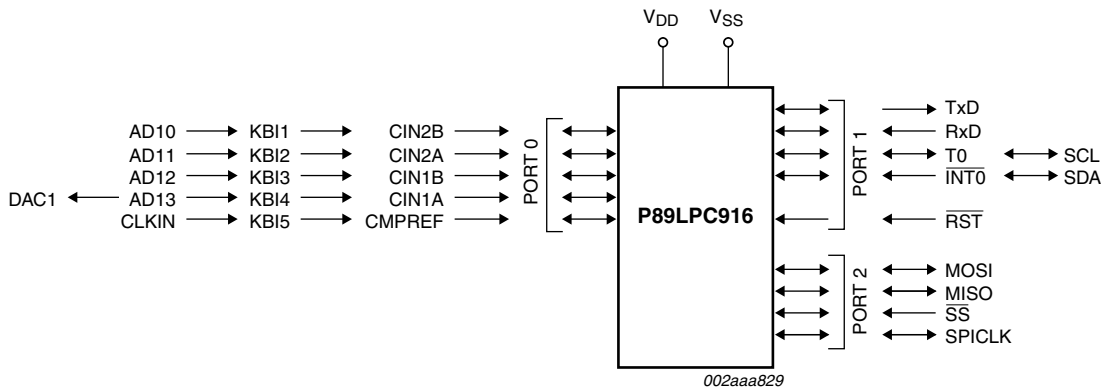 VDD VSS
TxD
AD10 KBI1 CIN2B RxD
AD11 KBI2 CIN2A T0 SCL
AD12 KBI3 CIN1B INT0 SDA
DAC1 AD13 KBI4 CIN1A
CLKIN KBI5 CMPREF RST
PORT 0
P89LPC916
PORT 1
MOSI
MISO
SS
SPICLK
PORT 2
002aaa829